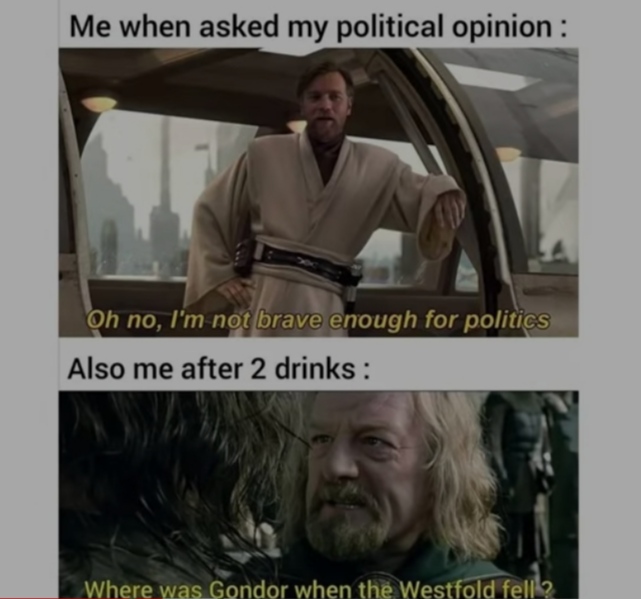 Me when asked my political opinion :
Oh no, I'm not brave enough for politics
Also me after 2 drinks :
Where was Gondor when the Westfold fell ?